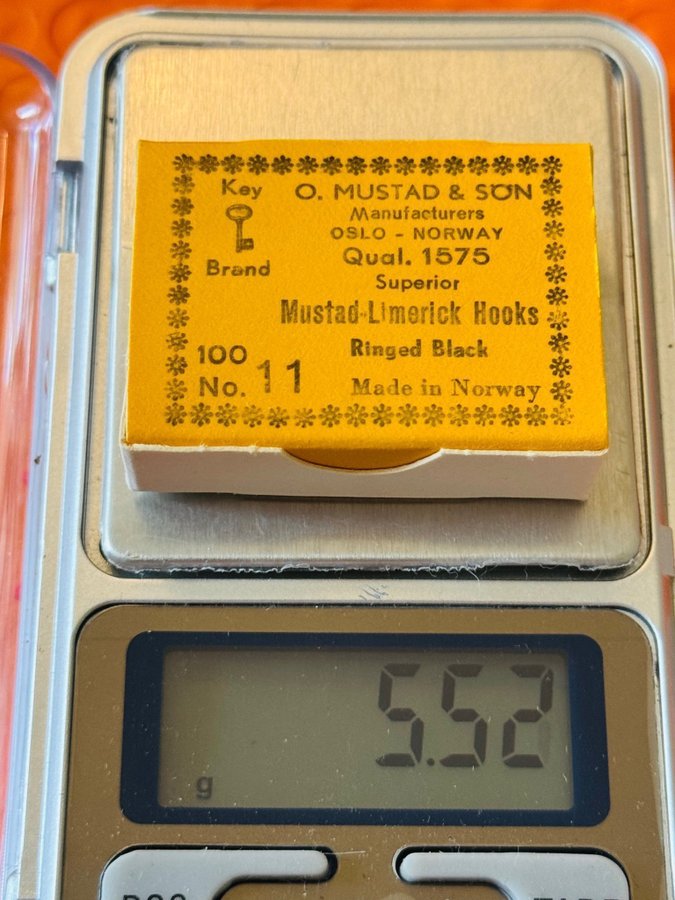 Key
Brand
O. MUSTAD & SÖN
Manufacturers
OSLO - NORWAY
Qual. 1575
Superior
Mustad-Limerick Hooks
Ringed Black
100
No. 11
Made in Norway
5.52
g